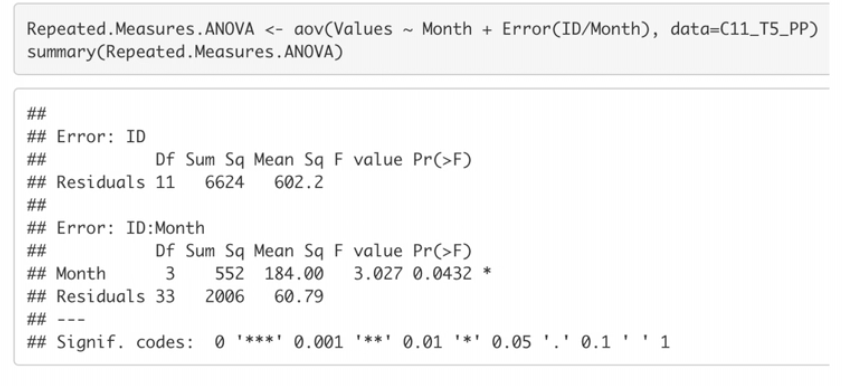 Repeated.Measures.ANOVA <- aov(Values ~ Month + Error(ID/Month), data=C11_T5_PP)
summary(Repeated.Measures.ANOVA)
##
## Error: ID
##           Df Sum Sq Mean Sq F value Pr(>F)
## Residuals 11   6624   602.2
##
## Error: ID:Month
##           Df Sum Sq Mean Sq F value Pr(>F)
## Month      3    552  184.00   3.027 0.0432 *
## Residuals 33   2006   60.79
## ---
## Signif. codes:  0 '***' 0.001 '**' 0.01 '*' 0.05 '.' 0.1 ' ' 1